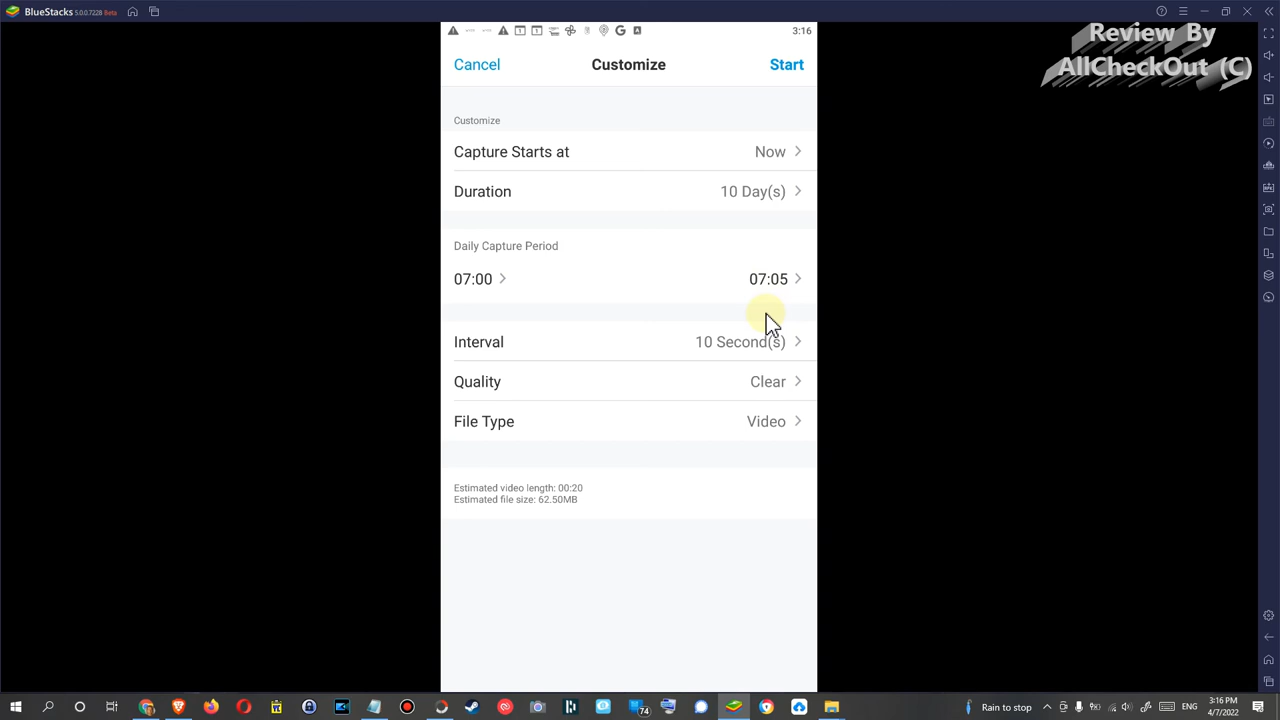 BlueStacks 5.0.0.7228 Beta
3:16
Review By
AllCheckOut (C)
Cancel
Customize
Start
Customize
Capture Starts at
Now
Duration
10 Day(s)
Daily Capture Period
07:00
07:05
Interval
10 Second(s)
Quality
Clear
File Type
Video
Estimated video length: 00:20
Estimated file size: 62.50MB
74
Rain to stop
3:16 PM
4/7/2022